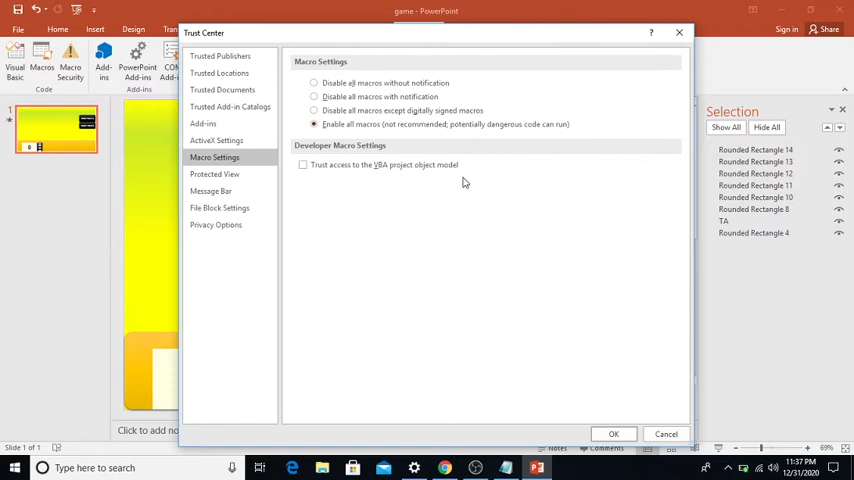 game - PowerPoint
Sign in
Share
File
Home
Insert
Design
Visual Basic
Macros
Macro Security
Add-ins
PowerPoint Add-ins
Code
Add-ins
Trust Center
?
Trusted Publishers
Trusted Locations
Trusted Documents
Trusted Add-in Catalogs
Add-ins
ActiveX Settings
Macro Settings
Protected View
Message Bar
File Block Settings
Privacy Options
Macro Settings
Disable all macros without notification
Disable all macros with notification
Disable all macros except digitally signed macros
Enable all macros (not recommended; potentially dangerous code can run)
Developer Macro Settings
Trust access to the VBA project object model
OK
Cancel
Selection
Show All
Hide All
Rounded Rectangle 14
Rounded Rectangle 13
Rounded Rectangle 12
Rounded Rectangle 11
Rounded Rectangle 10
Rounded Rectangle 8
TA
Rounded Rectangle 4
1
0
Click to add no
Slide 1 of 1
Notes
Comments
69%
Type here to search
11:37 PM
12/31/2020